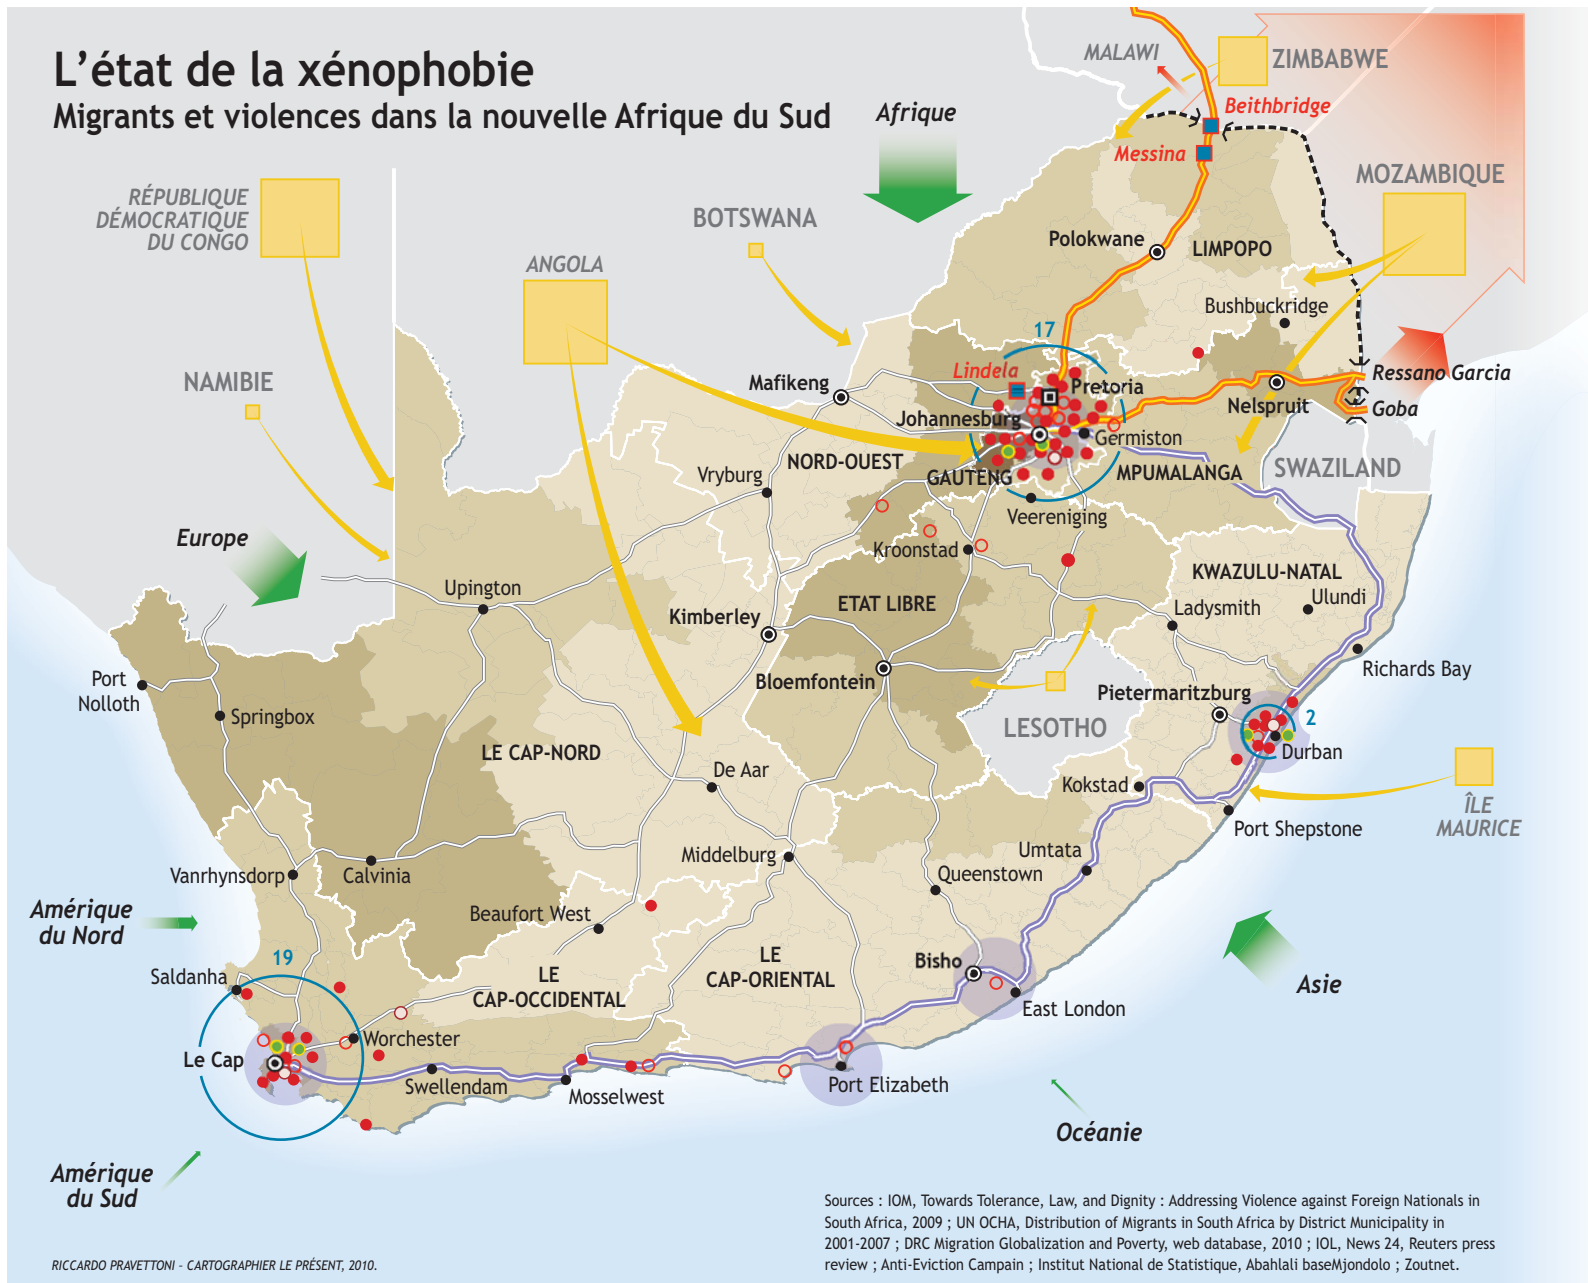 L'état de la xénophobie
Migrants et violences dans la nouvelle Afrique du Sud
Afrique
MALAWI
ZIMBABWE
Beithbridge
Messina
MOZAMBIQUE
RÉPUBLIQUE
DÉMOCRATIQUE
DU CONGO
BOTSWANA
ANGOLA
Polokwane
LIMPOPO
Bushbuckridge
17
NAMIBIE
Mafikeng
Lindela
Pretoria
Ressano Garcia
Nelspruit
Goba
Johannesburg
Germiston
NORD-OUEST
GAUTENG
MPUMALANGA
SWAZILAND
Vryburg
Veereniging
Europe
Kroonstad
KWAZULU-NATAL
Upington
ETAT LIBRE
Ladysmith
Ulundi
Kimberley
Port
Nolloth
Springbox
Bloemfontein
Richards Bay
Pietermaritzburg
LESOTHO
2
Durban
LE CAP-NORD
De Aar
Kokstad
ÎLE
MAURICE
Port Shepstone
Middelburg
Umtata
Vanrhynsdorp
Calvinia
Queenstown
Amérique
du Nord
Beaufort West
19
LE
CAP-ORIENTAL
Bisho
Saldanha
LE
CAP-OCCIDENTAL
Asie
East London
Worchester
Le Cap
Swellendam
Mosselwest
Port Elizabeth
Océanie
Amérique
du Sud
Sources : IOM, Towards Tolerance, Law, and Dignity : Addressing Violence against Foreign Nationals in
South Africa, 2009 ; UN OCHA, Distribution of Migrants in South Africa by District Municipality in
2001-2007 ; DRC Migration Globalization and Poverty, web database, 2010 ; IOL, News 24, Reuters press
review ; Anti-Eviction Campain ; Institut National de Statistique, Abahlali baseMjondolo ; Zoutnet.
RICCARDO PRAVETTONI - CARTOGRAPHIER LE PRÉSENT, 2010.